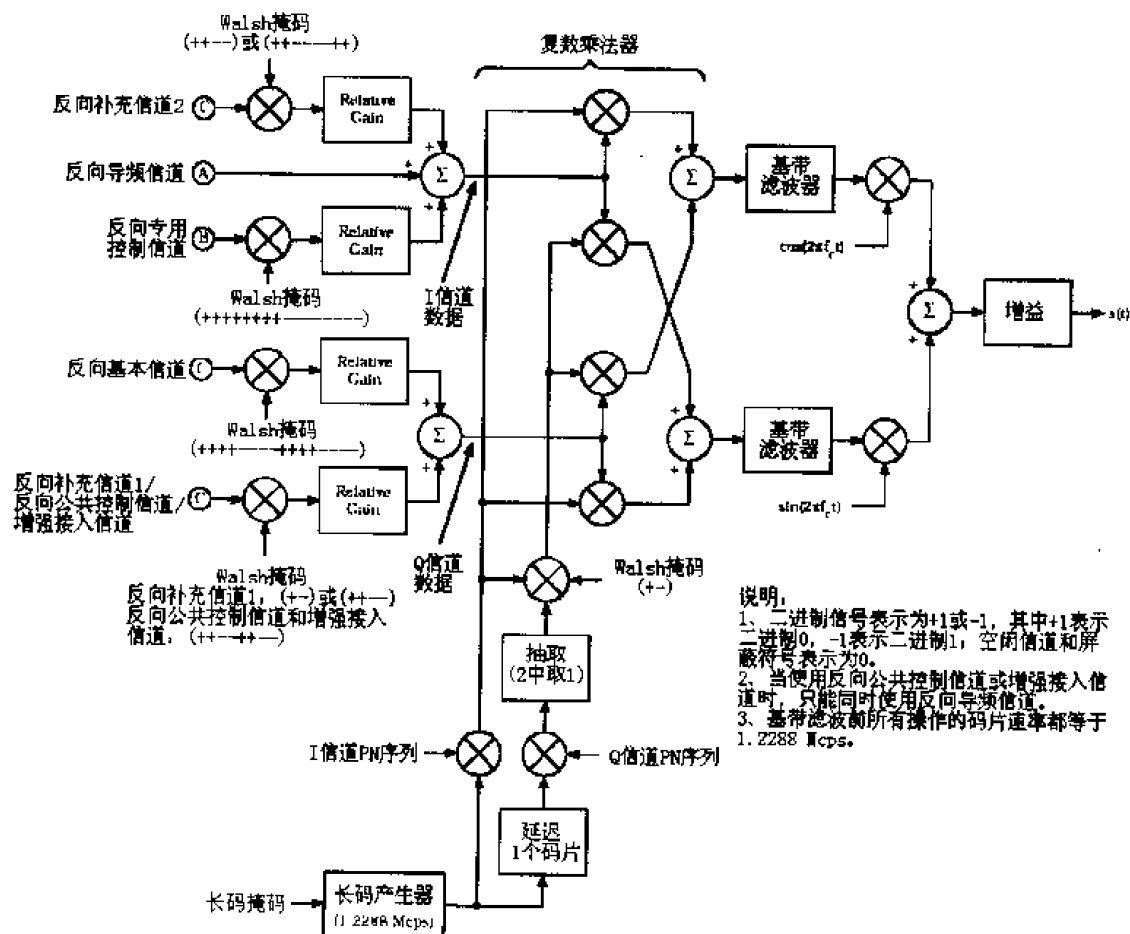 Walsh掩码
(++--)或(++----++)
复数乘法器
反向补充信道2
C
Relative
Gain
反向导频信道
A
Σ
Σ
基带
滤波器
反向专用
控制信道
B
Relative
Gain
cos(2πf_c t)
Walsh掩码
(++++++++--------)
I信道
数据
Σ
增益
s(t)
反向基本信道
C
Relative
Gain
Walsh掩码
(++++----++++----)
Σ
Σ
基带
滤波器
反向补充信道1/
反向公共控制信道/
增强接入信道
C
Relative
Gain
sin(2πf_c t)
Q信道
数据
Walsh掩码
反向补充信道1, (+-)或(++--)
反向公共控制信道和增强接入
信道: (++--++--)
Walsh掩码
(+-)
抽取
(2中取1)
说明:
1、二进制信号表示为+1或-1, 其中+1表示
二进制0, -1表示二进制1; 空闲信道和屏
蔽符号表示为0。
2、当使用反向公共控制信道或增强接入信
道时, 只能同时使用反向导频信道。
3、基带滤波前所有操作的码片速率都等于
1.2288 Mcps。
I信道PN序列
Q信道PN序列
延迟
1个码片
长码掩码
长码产生器
(1.2288 Mcps)